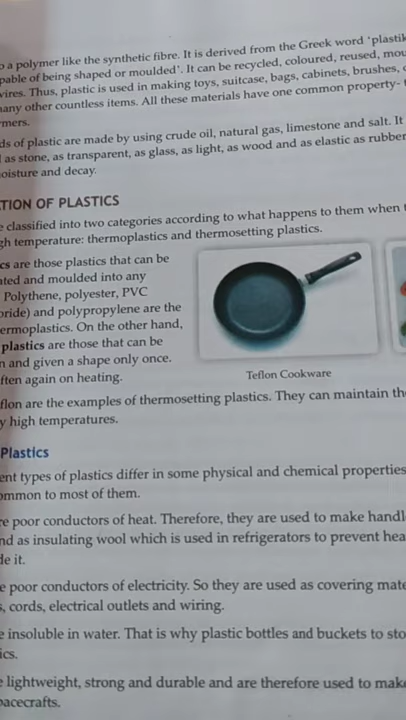 a polymer like the synthetic fibre. It is derived from the Greek word 'plastik
pable of being shaped or moulded'. It can be recycled, coloured, reused, mou
vires. Thus, plastic is used in making toys, suitcase, bags, cabinets, brushes,
any other countless items. All these materials have one common property-
mers.
ds of plastic are made by using crude oil, natural gas, limestone and salt. It
l as stone, as transparent, as glass, as light, as wood and as elastic as rubber
oisture and decay.
TION OF PLASTICS
e classified into two categories according to what happens to them when
gh temperature: thermoplastics and thermosetting plastics.
cs are those plastics that can be
ated and moulded into any
Polythene, polyester, PVC
oride) and polypropylene are the
ermoplastics. On the other hand,
plastics are those that can be
n and given a shape only once.
ften again on heating.
Teflon Cookware
flon are the examples of thermosetting plastics. They can maintain the
y high temperatures.
Plastics
ent types of plastics differ in some physical and chemical properties
ommon to most of them.
re poor conductors of heat. Therefore, they are used to make handl
nd as insulating wool which is used in refrigerators to prevent hea
de it.
e poor conductors of electricity. So they are used as covering mate
s, cords, electrical outlets and wiring.
e insoluble in water. That is why plastic bottles and buckets to sto
ics.
e lightweight, strong and durable and are therefore used to make
pacecrafts.